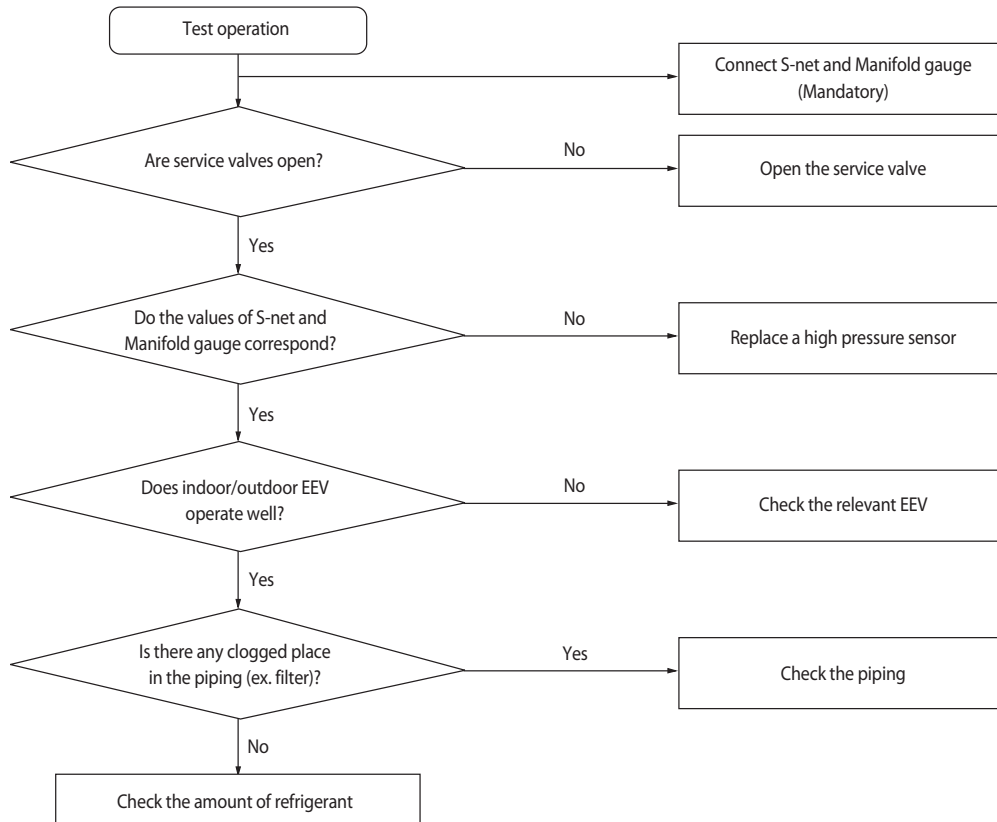 Test operation
Connect S-net and Manifold gauge
(Mandatory)
Are service valves open?
No
Open the service valve
Yes
Do the values of S-net and
Manifold gauge correspond?
No
Replace a high pressure sensor
Yes
Does indoor/outdoor EEV
operate well?
No
Check the relevant EEV
Yes
Is there any clogged place
in the piping (ex. filter)?
Yes
Check the piping
No
Check the amount of refrigerant